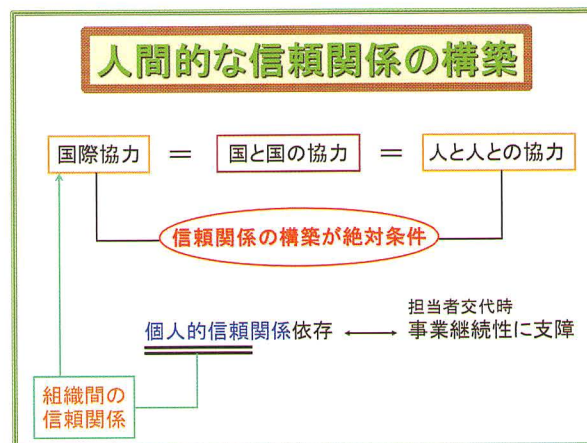 人間的な信頼関係の構築
国際協力 = 国と国の協力 = 人と人との協力
信頼関係の構築が絶対条件
担当者交代時
個人的信頼関係依存 ⟷ 事業継続性に支障
組織間の
信頼関係